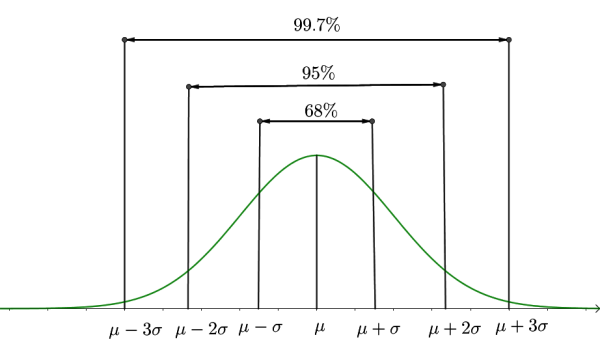 99.7%
95%
68%
μ − 3σ μ − 2σ μ − σ μ μ + σ μ + 2σ μ + 3σ